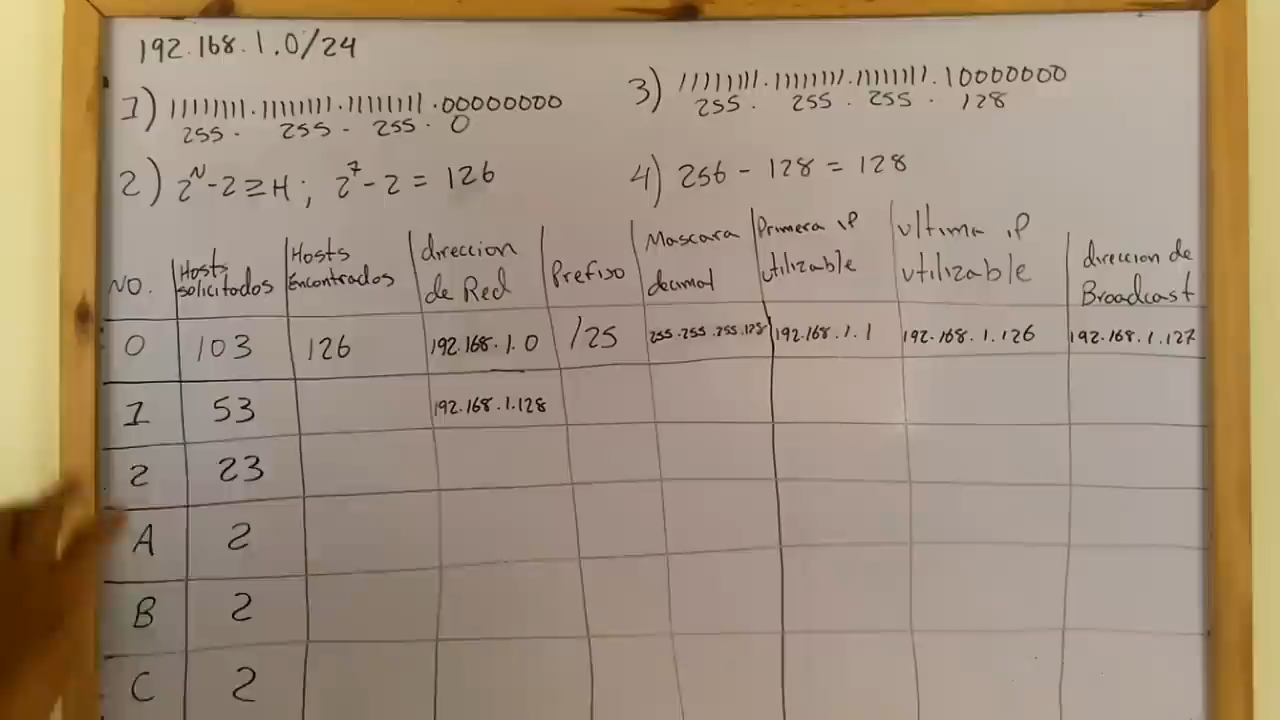 192.168.1.0/24
1) 11111111.11111111.11111111.00000000
255. 255. 255. 0
2) 2^N-2≥H; 2^7-2=126
3) 11111111.11111111.11111111.10000000
255. 255. 255. 128
4) 256-128=128
NO. Hosts solicitados Hosts Encontrados direccion de Red Prefiso Mascara decimal Primera iP utilizable ultima iP utilizable direccion de Broadcast
0 103 126 192.168.1.0 /25 255.255.255.128 192.168.1.1 192.168.1.126 192.168.1.127
1 53 192.168.1.128
2 23
A 2
B 2
C 2